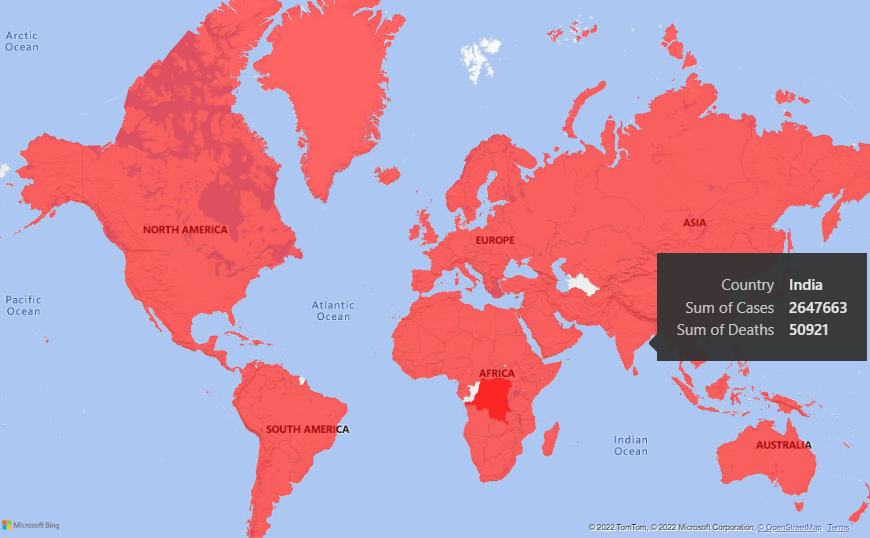 Arctic
Ocean
NORTH AMERICA
EUROPE
ASIA
Pacific
Ocean
Atlantic
Ocean
Country India
Sum of Cases 2647663
Sum of Deaths 50921
AFRICA
SOUTH AMERICA
Indian
Ocean
AUSTRALIA
Microsoft Bing
© 2022 TomTom, © 2022 Microsoft Corporation, © OpenStreetMap Terms